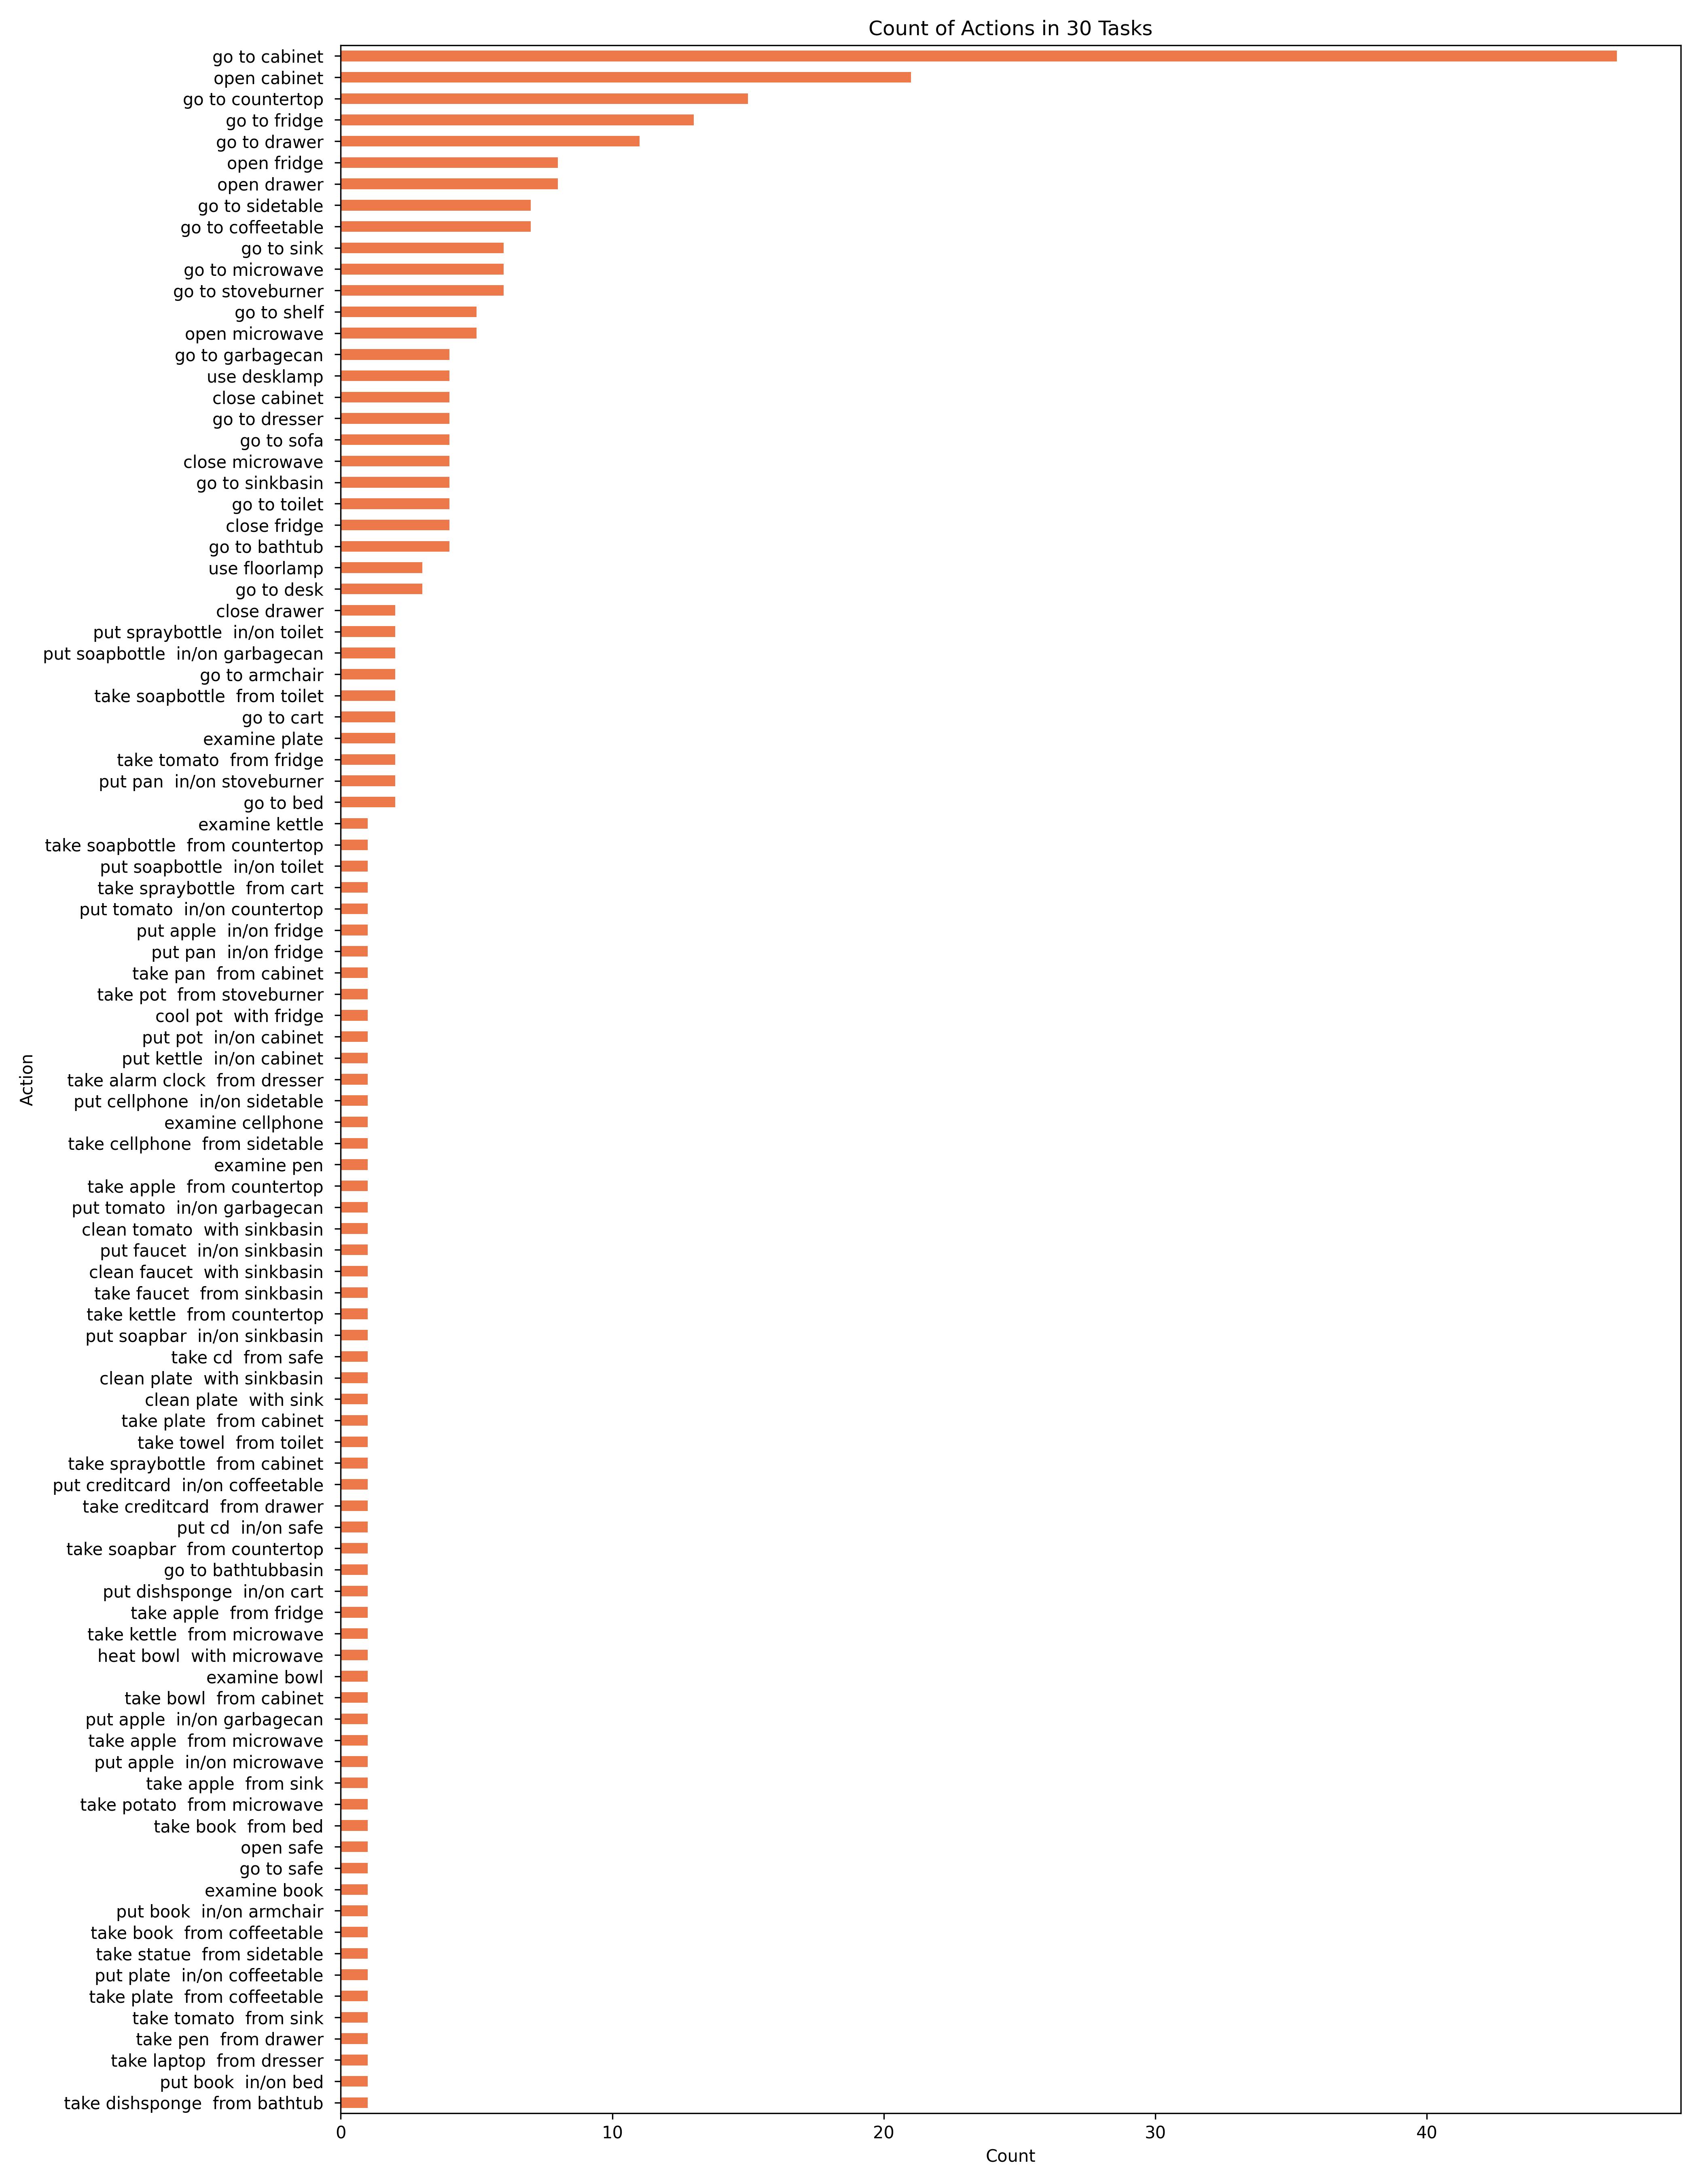 Count of Actions in 30 Tasks
go to cabinet
open cabinet
go to countertop
go to fridge
go to drawer
open fridge
open drawer
go to sidetable
go to coffeetable
go to sink
go to microwave
go to stoveburner
go to shelf
open microwave
go to garbagecan
use desklamp
close cabinet
go to dresser
go to sofa
close microwave
go to sinkbasin
go to toilet
close fridge
go to bathtub
use floorlamp
go to desk
close drawer
put spraybottle  in/on toilet
put soapbottle  in/on garbagecan
go to armchair
take soapbottle  from toilet
go to cart
examine plate
take tomato  from fridge
put pan  in/on stoveburner
go to bed
examine kettle
take soapbottle  from countertop
put soapbottle  in/on toilet
take spraybottle  from cart
put tomato  in/on countertop
put apple  in/on fridge
put pan  in/on fridge
take pan  from cabinet
take pot  from stoveburner
cool pot  with fridge
put pot  in/on cabinet
put kettle  in/on cabinet
take alarm clock  from dresser
put cellphone  in/on sidetable
examine cellphone
take cellphone  from sidetable
examine pen
take apple  from countertop
put tomato  in/on garbagecan
clean tomato  with sinkbasin
put faucet  in/on sinkbasin
clean faucet  with sinkbasin
take faucet  from sinkbasin
take kettle  from countertop
put soapbar  in/on sinkbasin
take cd  from safe
clean plate  with sinkbasin
clean plate  with sink
take plate  from cabinet
take towel  from toilet
take spraybottle  from cabinet
put creditcard  in/on coffeetable
take creditcard  from drawer
put cd  in/on safe
take soapbar  from countertop
go to bathtubbasin
put dishsponge  in/on cart
take apple  from fridge
take kettle  from microwave
heat bowl  with microwave
examine bowl
take bowl  from cabinet
put apple  in/on garbagecan
take apple  from microwave
put apple  in/on microwave
take apple  from sink
take potato  from microwave
take book  from bed
open safe
go to safe
examine book
put book  in/on armchair
take book  from coffeetable
take statue  from sidetable
put plate  in/on coffeetable
take plate  from coffeetable
take tomato  from sink
take pen  from drawer
take laptop  from dresser
put book  in/on bed
take dishsponge  from bathtub
Action
0 10 20 30 40
Count